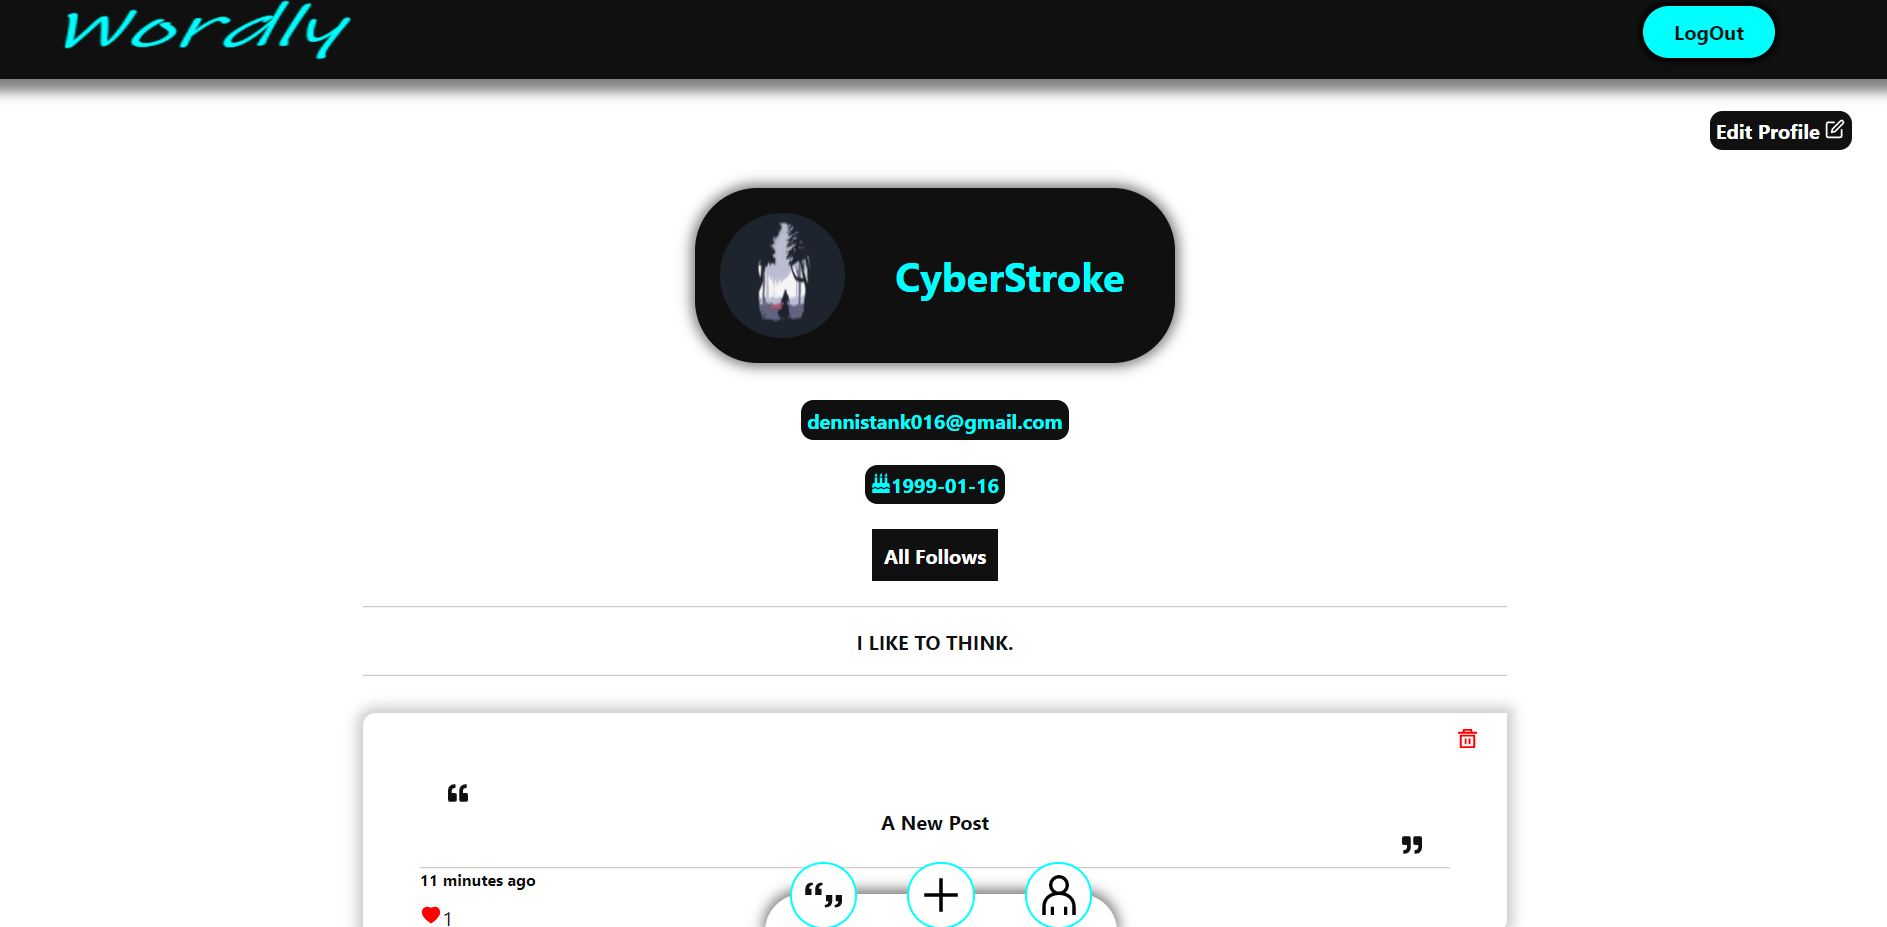 Wordly
LogOut
Edit Profile
CyberStroke
dennistank016@gmail.com
1999-01-16
All Follows
I LIKE TO THINK.
“
A New Post
”
11 minutes ago
1
“ ”